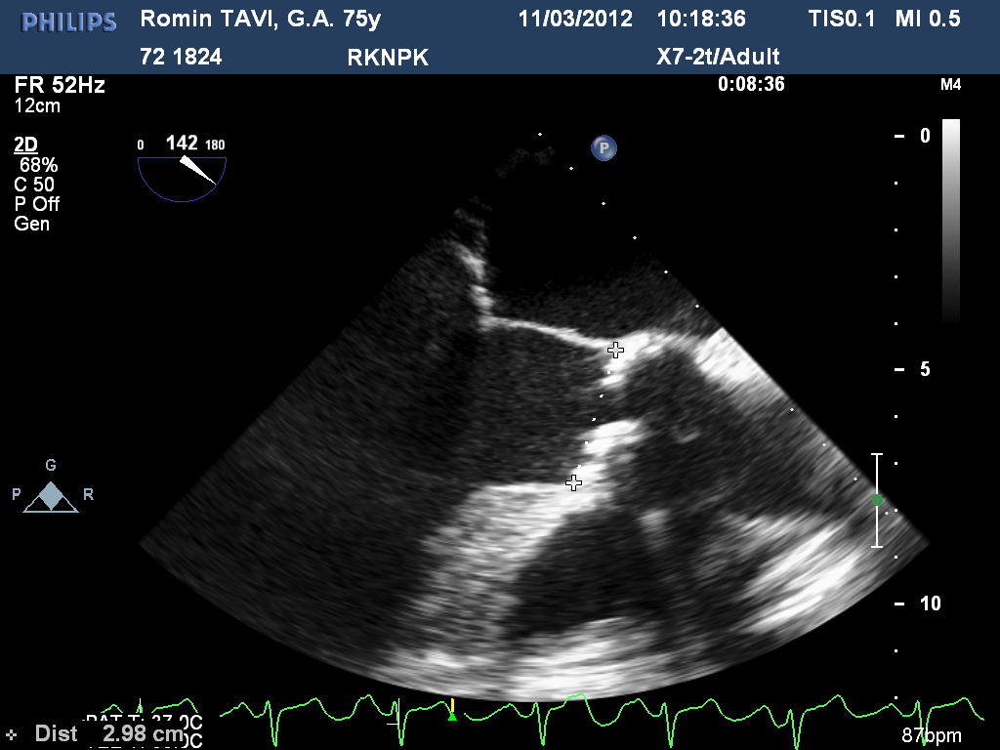 PHILIPS Romin TAVI, G.A. 75y 11/03/2012 10:18:36 TIS0.1 MI 0.5
72 1824 RKNPK X7-2t/Adult
FR 52Hz 0:08:36 M4
12cm
2D
68%
C 50
P Off
Gen
0 142 180
P
0
5
10
G
P R
PAT T: 37.0C
Dist 2.98 cm
87bpm